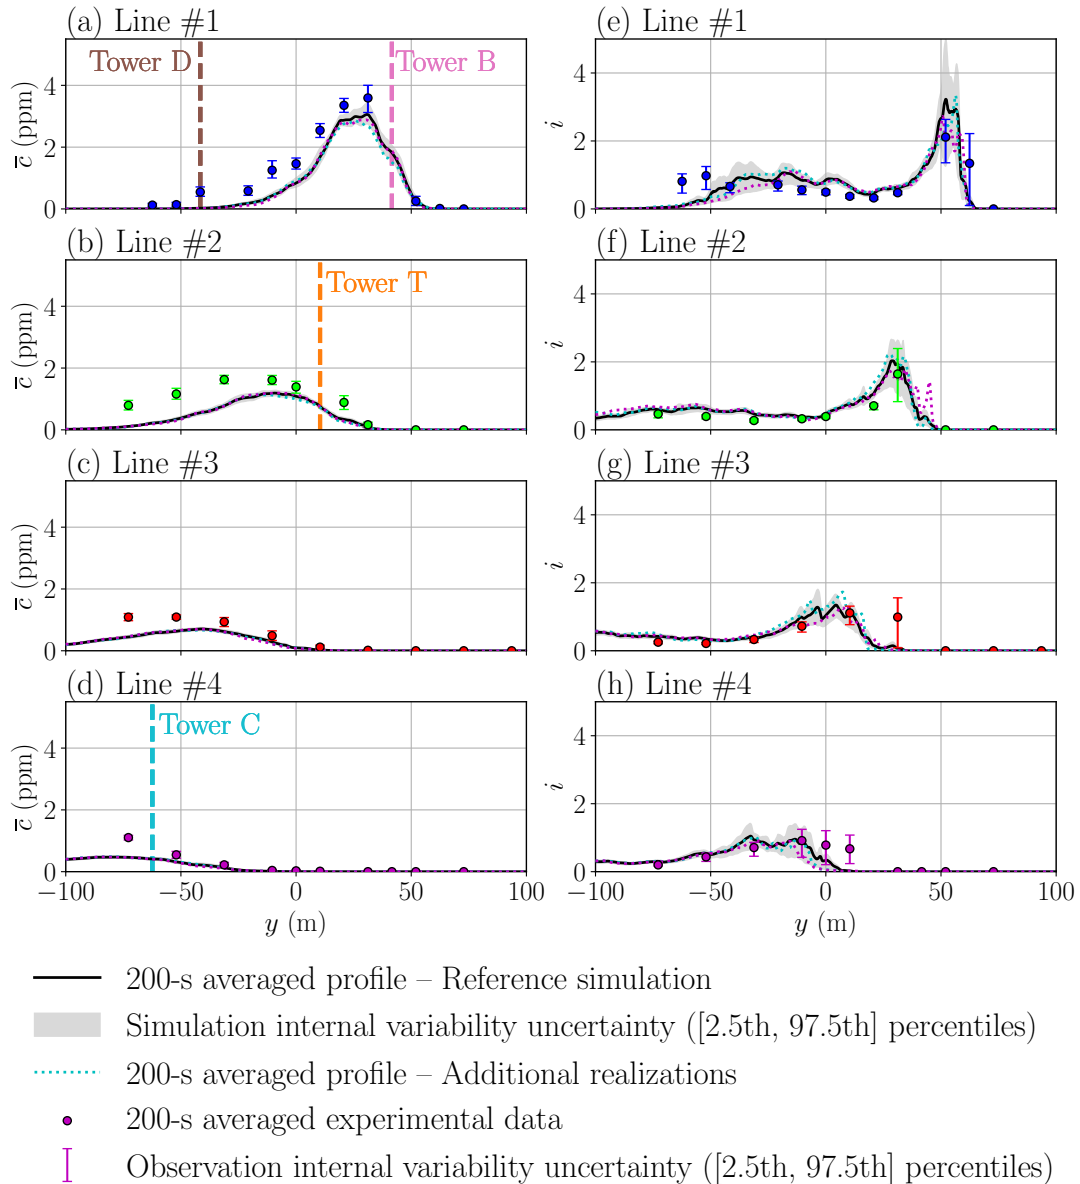 (a) Line #1
(e) Line #1
Tower D
Tower B
c̅ (ppm)
4
2
0
i
4
2
0
(b) Line #2
(f) Line #2
Tower T
c̅ (ppm)
4
2
0
i
4
2
0
(c) Line #3
(g) Line #3
c̅ (ppm)
4
2
0
i
4
2
0
(d) Line #4
(h) Line #4
Tower C
c̅ (ppm)
4
2
0
i
4
2
0
−100 −50 0 50 100
y (m)
−100 −50 0 50 100
y (m)
200-s averaged profile – Reference simulation
Simulation internal variability uncertainty ([2.5th, 97.5th] percentiles)
200-s averaged profile – Additional realizations
200-s averaged experimental data
Observation internal variability uncertainty ([2.5th, 97.5th] percentiles)